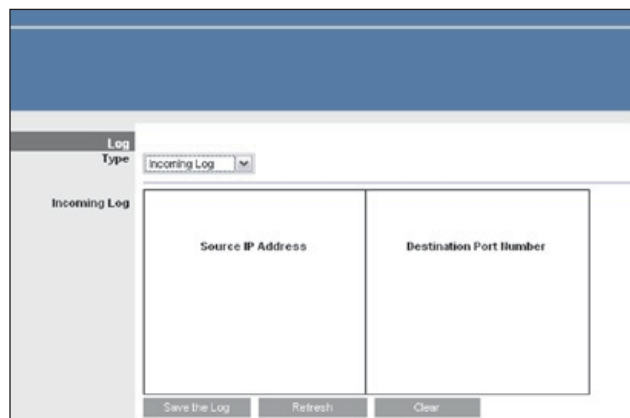 Log
Type
Incoming Log
Incoming Log
Source IP Address
Destination Port Number
Save the Log
Refresh
Clear